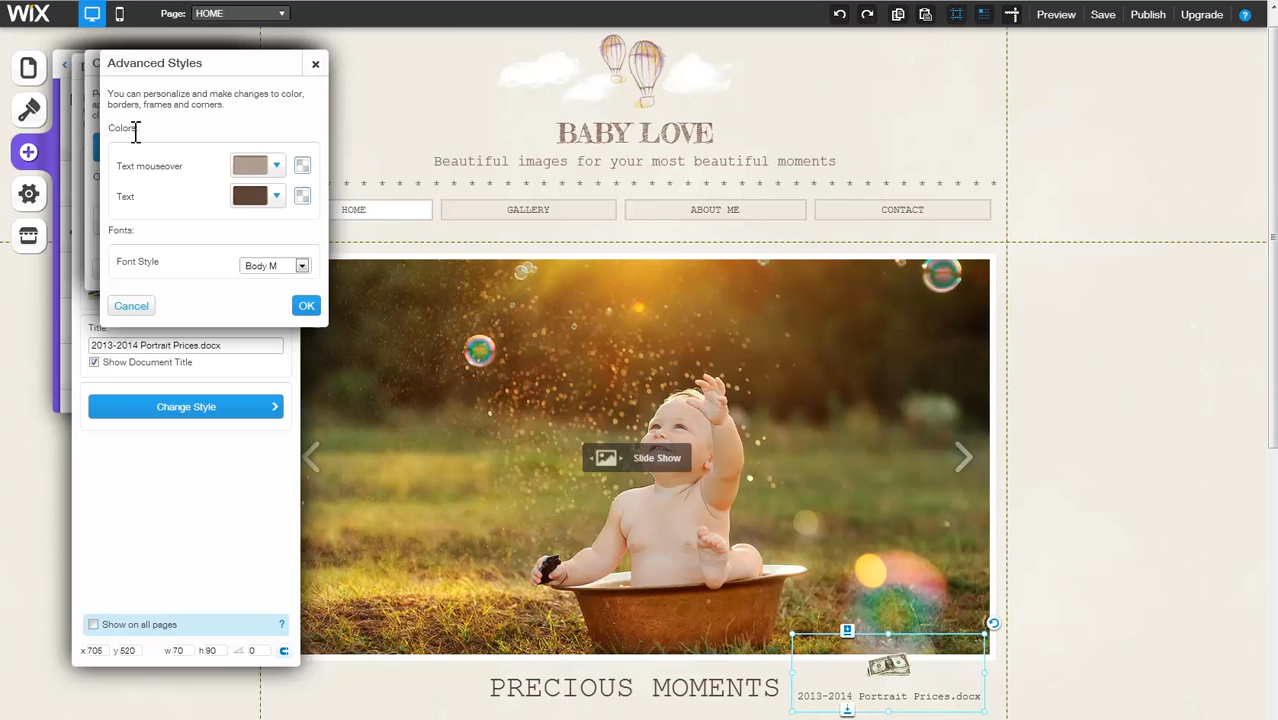 WiX
Page: HOME
Preview
Save
Publish
Upgrade
?
Advanced Styles
You can personalize and make changes to color,
borders, frames and corners.
Colors
Text mouseover
Text
Fonts:
Font Style
Body M
Cancel
OK
Title:
2013-2014 Portrait Prices.docx
Show Document Title
Change Style
Show on all pages
?
x 705 y 520 w 70 h 90 0
BABY LOVE
Beautiful images for your most beautiful moments
HOME
GALLERY
ABOUT ME
CONTACT
Slide Show
PRECIOUS MOMENTS
2013-2014 Portrait Prices.docx